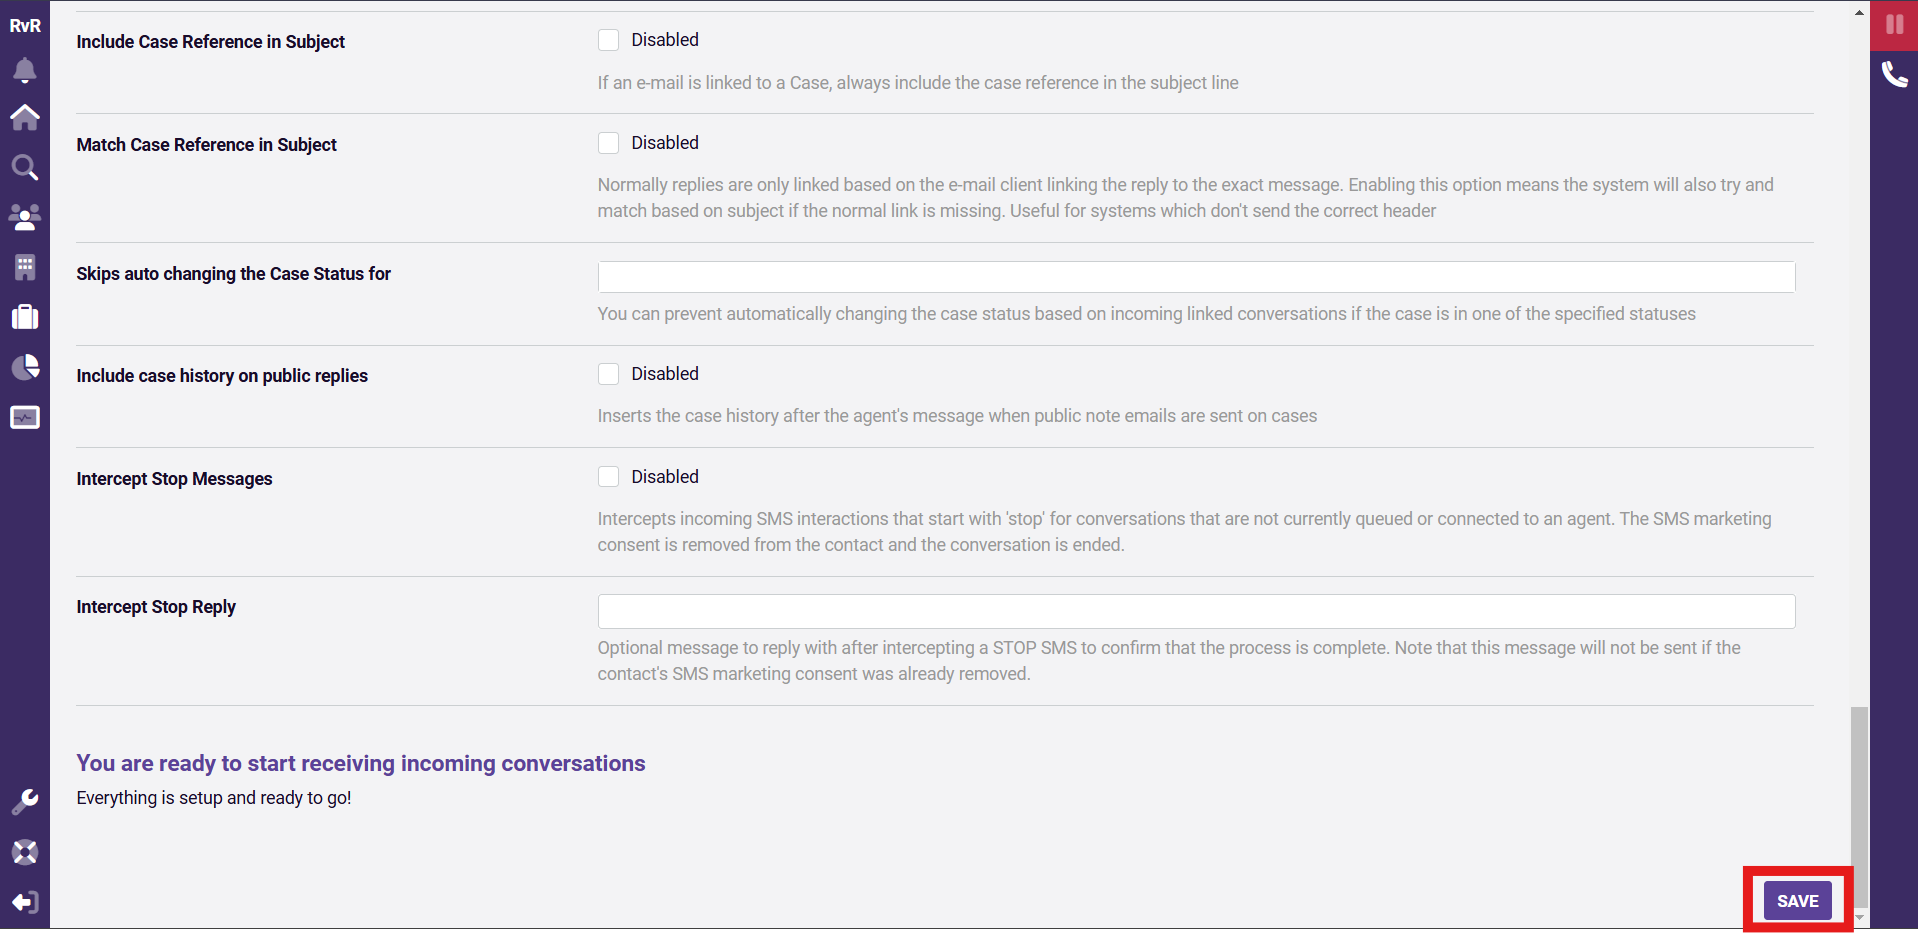 RvR
Include Case Reference in Subject
Disabled
If an e-mail is linked to a Case, always include the case reference in the subject line
Match Case Reference in Subject
Disabled
Normally replies are only linked based on the e-mail client linking the reply to the exact message. Enabling this option means the system will also try and
match based on subject if the normal link is missing. Useful for systems which don't send the correct header
Skips auto changing the Case Status for
You can prevent automatically changing the case status based on incoming linked conversations if the case is in one of the specified statuses
Include case history on public replies
Disabled
Inserts the case history after the agent's message when public note emails are sent on cases
Intercept Stop Messages
Disabled
Intercepts incoming SMS interactions that start with 'stop' for conversations that are not currently queued or connected to an agent. The SMS marketing
consent is removed from the contact and the conversation is ended.
Intercept Stop Reply
Optional message to reply with after intercepting a STOP SMS to confirm that the process is complete. Note that this message will not be sent if the
contact's SMS marketing consent was already removed.
You are ready to start receiving incoming conversations
Everything is setup and ready to go!
SAVE